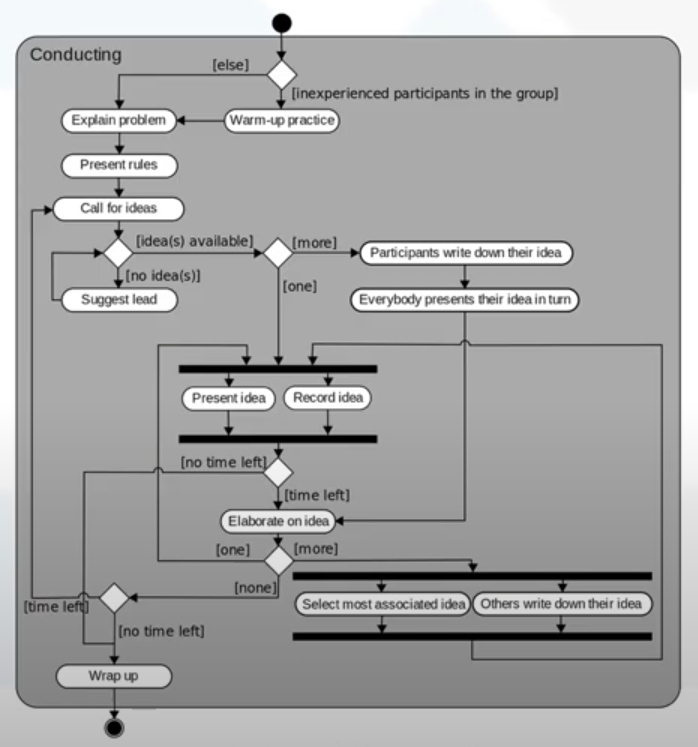 Conducting
[else]
[inexperienced participants in the group]
Explain problem
Warm-up practice
Present rules
Call for ideas
[idea(s) available]
[more]
Participants write down their idea
[no idea(s)]
[one]
Suggest lead
Everybody presents their idea in turn
Present idea
Record idea
[no time left]
[time left]
Elaborate on idea
[one]
[more]
[none]
Select most associated idea
Others write down their idea
[time left]
[no time left]
Wrap up